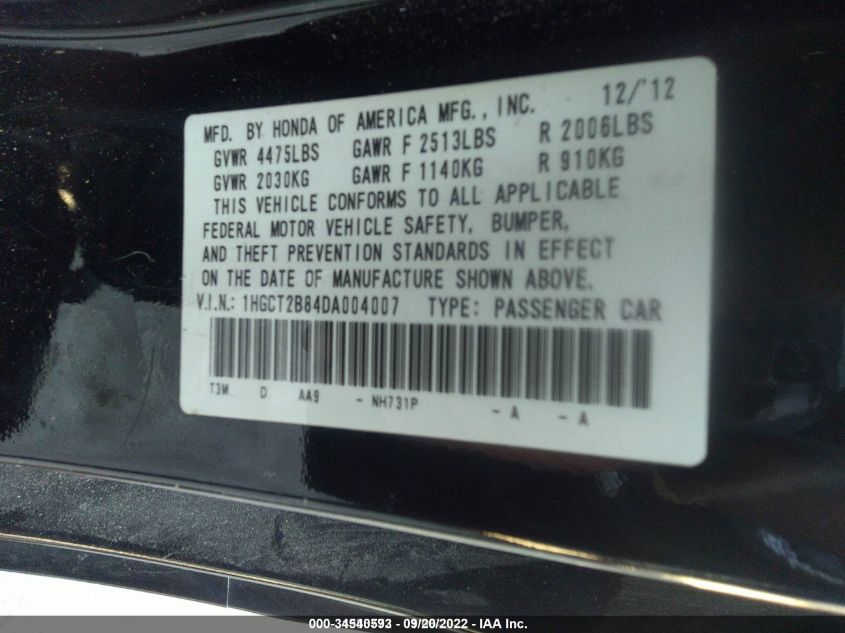 MFD. BY HONDA OF AMERICA MFG., INC. 12/'12
GVWR 4475LBS GAWR F 2513LBS R 2006LBS
GVWR 2030KG GAWR F 1140KG R 910KG
THIS VEHICLE CONFORMS TO ALL APPLICABLE
FEDERAL MOTOR VEHICLE SAFETY, BUMPER,
AND THEFT PREVENTION STANDARDS IN EFFECT
ON THE DATE OF MANUFACTURE SHOWN ABOVE.
V.I.N.: 1HGCT2B84DA004007 TYPE: PASSENGER CAR
T3M D AA9 - NH731P - A - A
000-34540593 - 09/20/2022 - IAA Inc.